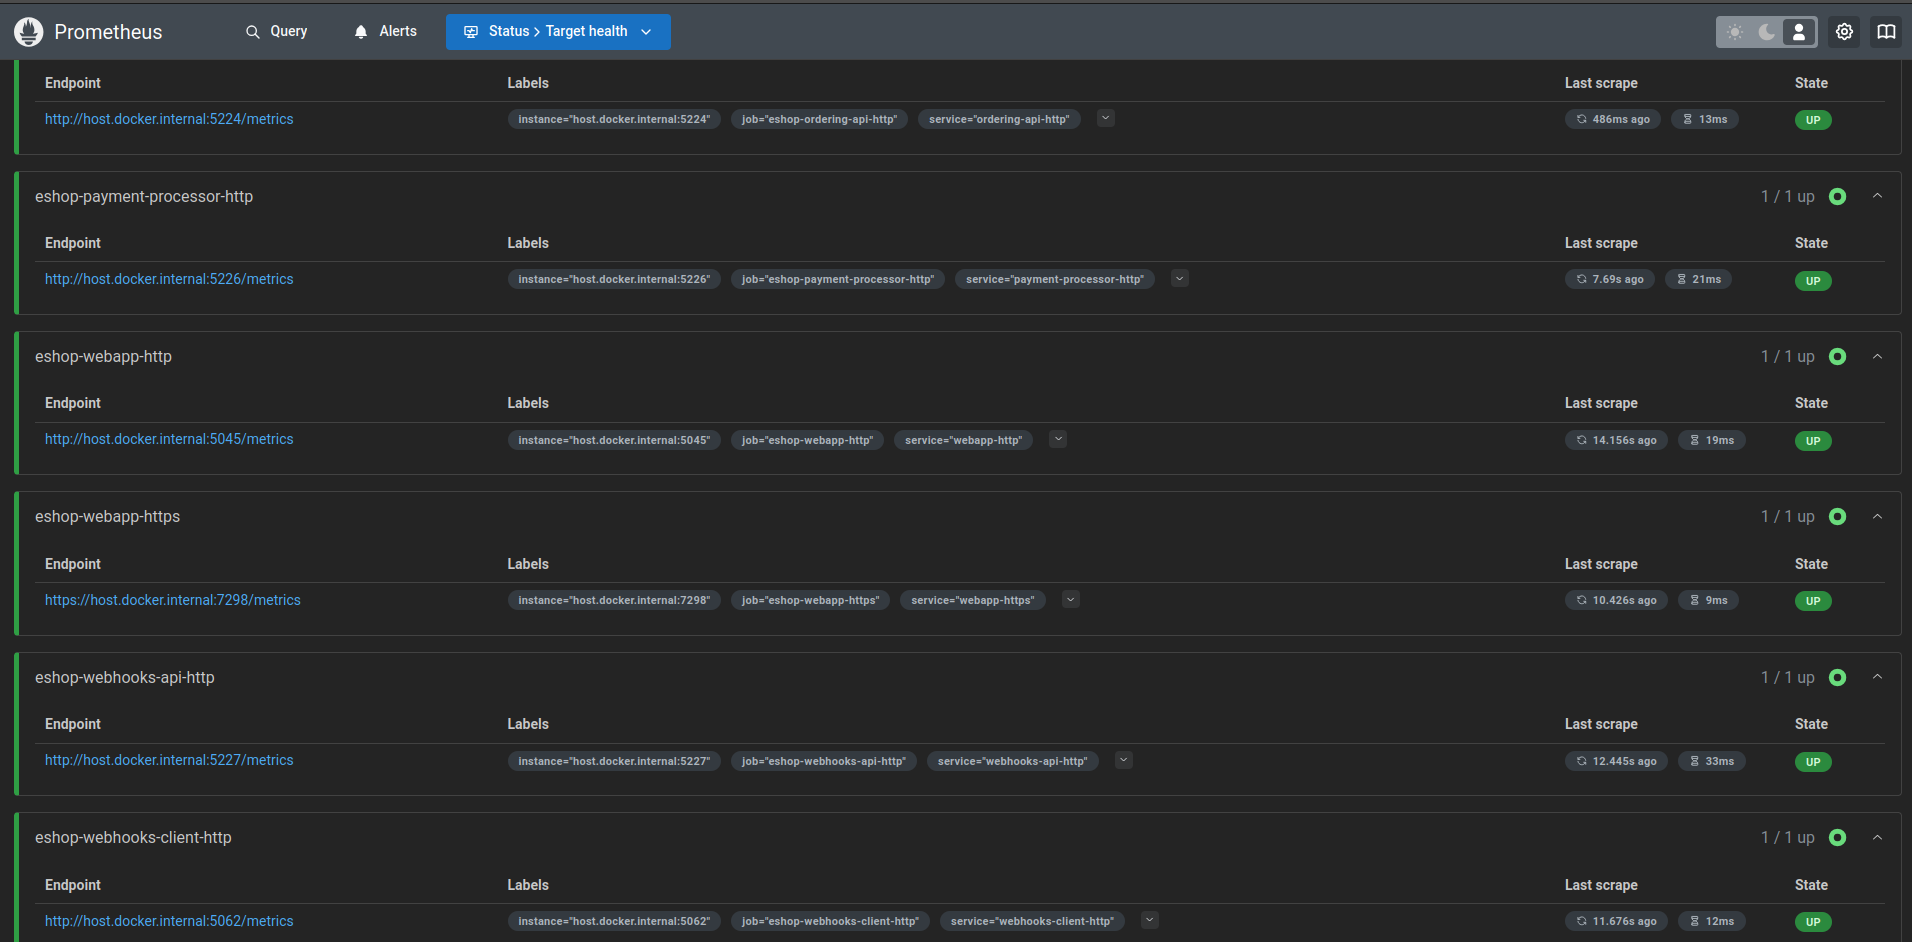 Prometheus Query Alerts Status > Target health
Endpoint Labels Last scrape State
http://host.docker.internal:5224/metrics instance="host.docker.internal:5224" job="eshop-ordering-api-http" service="ordering-api-http" 486ms ago 13ms UP
eshop-payment-processor-http 1 / 1 up
Endpoint Labels Last scrape State
http://host.docker.internal:5226/metrics instance="host.docker.internal:5226" job="eshop-payment-processor-http" service="payment-processor-http" 7.69s ago 21ms UP
eshop-webapp-http 1 / 1 up
Endpoint Labels Last scrape State
http://host.docker.internal:5045/metrics instance="host.docker.internal:5045" job="eshop-webapp-http" service="webapp-http" 14.156s ago 19ms UP
eshop-webapp-https 1 / 1 up
Endpoint Labels Last scrape State
https://host.docker.internal:7298/metrics instance="host.docker.internal:7298" job="eshop-webapp-https" service="webapp-https" 10.426s ago 9ms UP
eshop-webhooks-api-http 1 / 1 up
Endpoint Labels Last scrape State
http://host.docker.internal:5227/metrics instance="host.docker.internal:5227" job="eshop-webhooks-api-http" service="webhooks-api-http" 12.445s ago 33ms UP
eshop-webhooks-client-http 1 / 1 up
Endpoint Labels Last scrape State
http://host.docker.internal:5062/metrics instance="host.docker.internal:5062" job="eshop-webhooks-client-http" service="webhooks-client-http" 11.676s ago 12ms UP